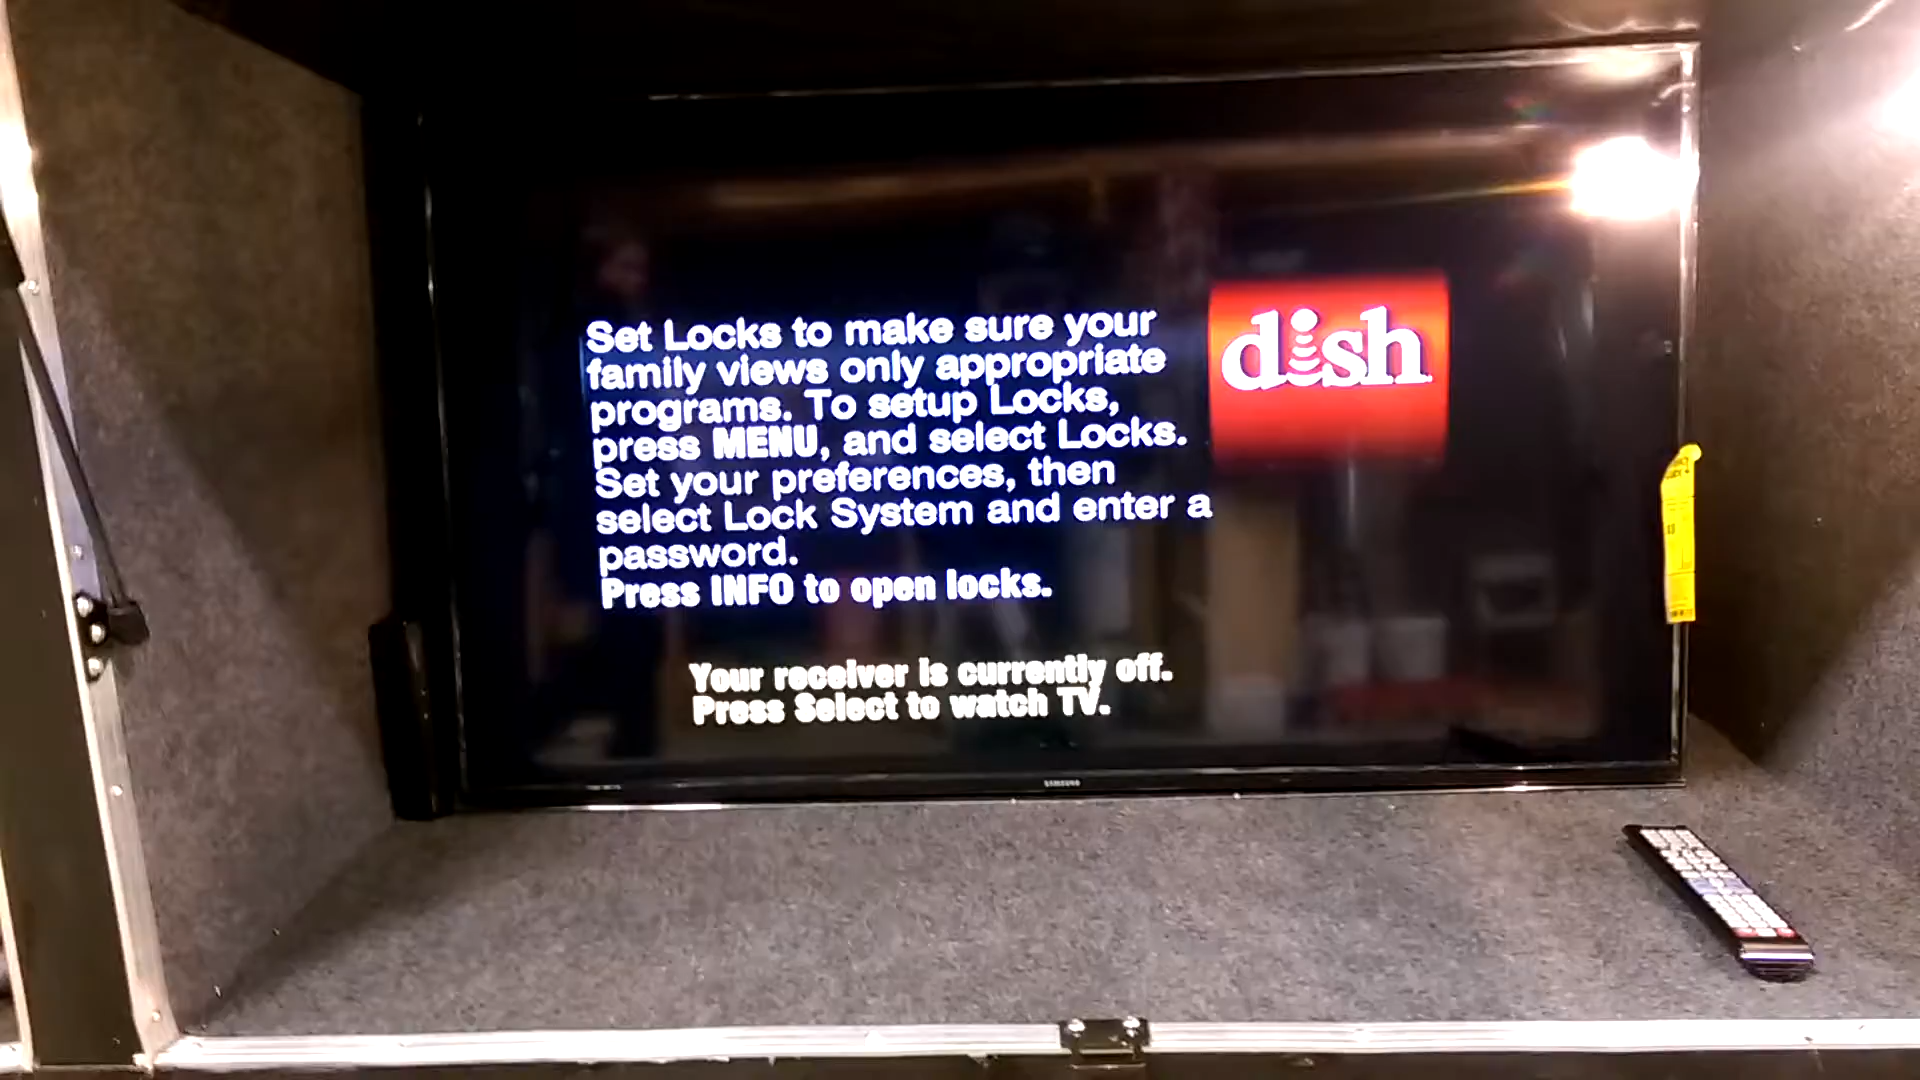 Set Locks to make sure your
family views only appropriate
programs. To setup Locks,
press MENU, and select Locks.
Set your preferences, then
select Lock System and enter a
password.
Press INFO to open locks.
dish
Your receiver is currently off.
Press Select to watch TV.
SAMSUNG